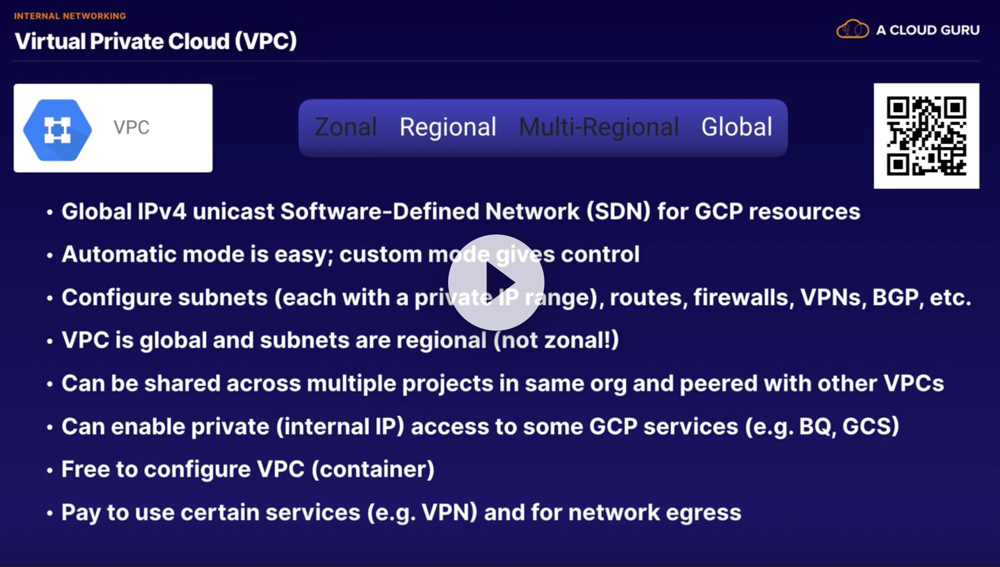 INTERNAL NETWORKING
Virtual Private Cloud (VPC)
A CLOUD GURU
VPC
Zonal Regional Multi-Regional Global
• Global IPv4 unicast Software-Defined Network (SDN) for GCP resources
• Automatic mode is easy; custom mode gives control
• Configure subnets (each with a private IP range), routes, firewalls, VPNs, BGP, etc.
• VPC is global and subnets are regional (not zonal!)
• Can be shared across multiple projects in same org and peered with other VPCs
• Can enable private (internal IP) access to some GCP services (e.g. BQ, GCS)
• Free to configure VPC (container)
• Pay to use certain services (e.g. VPN) and for network egress